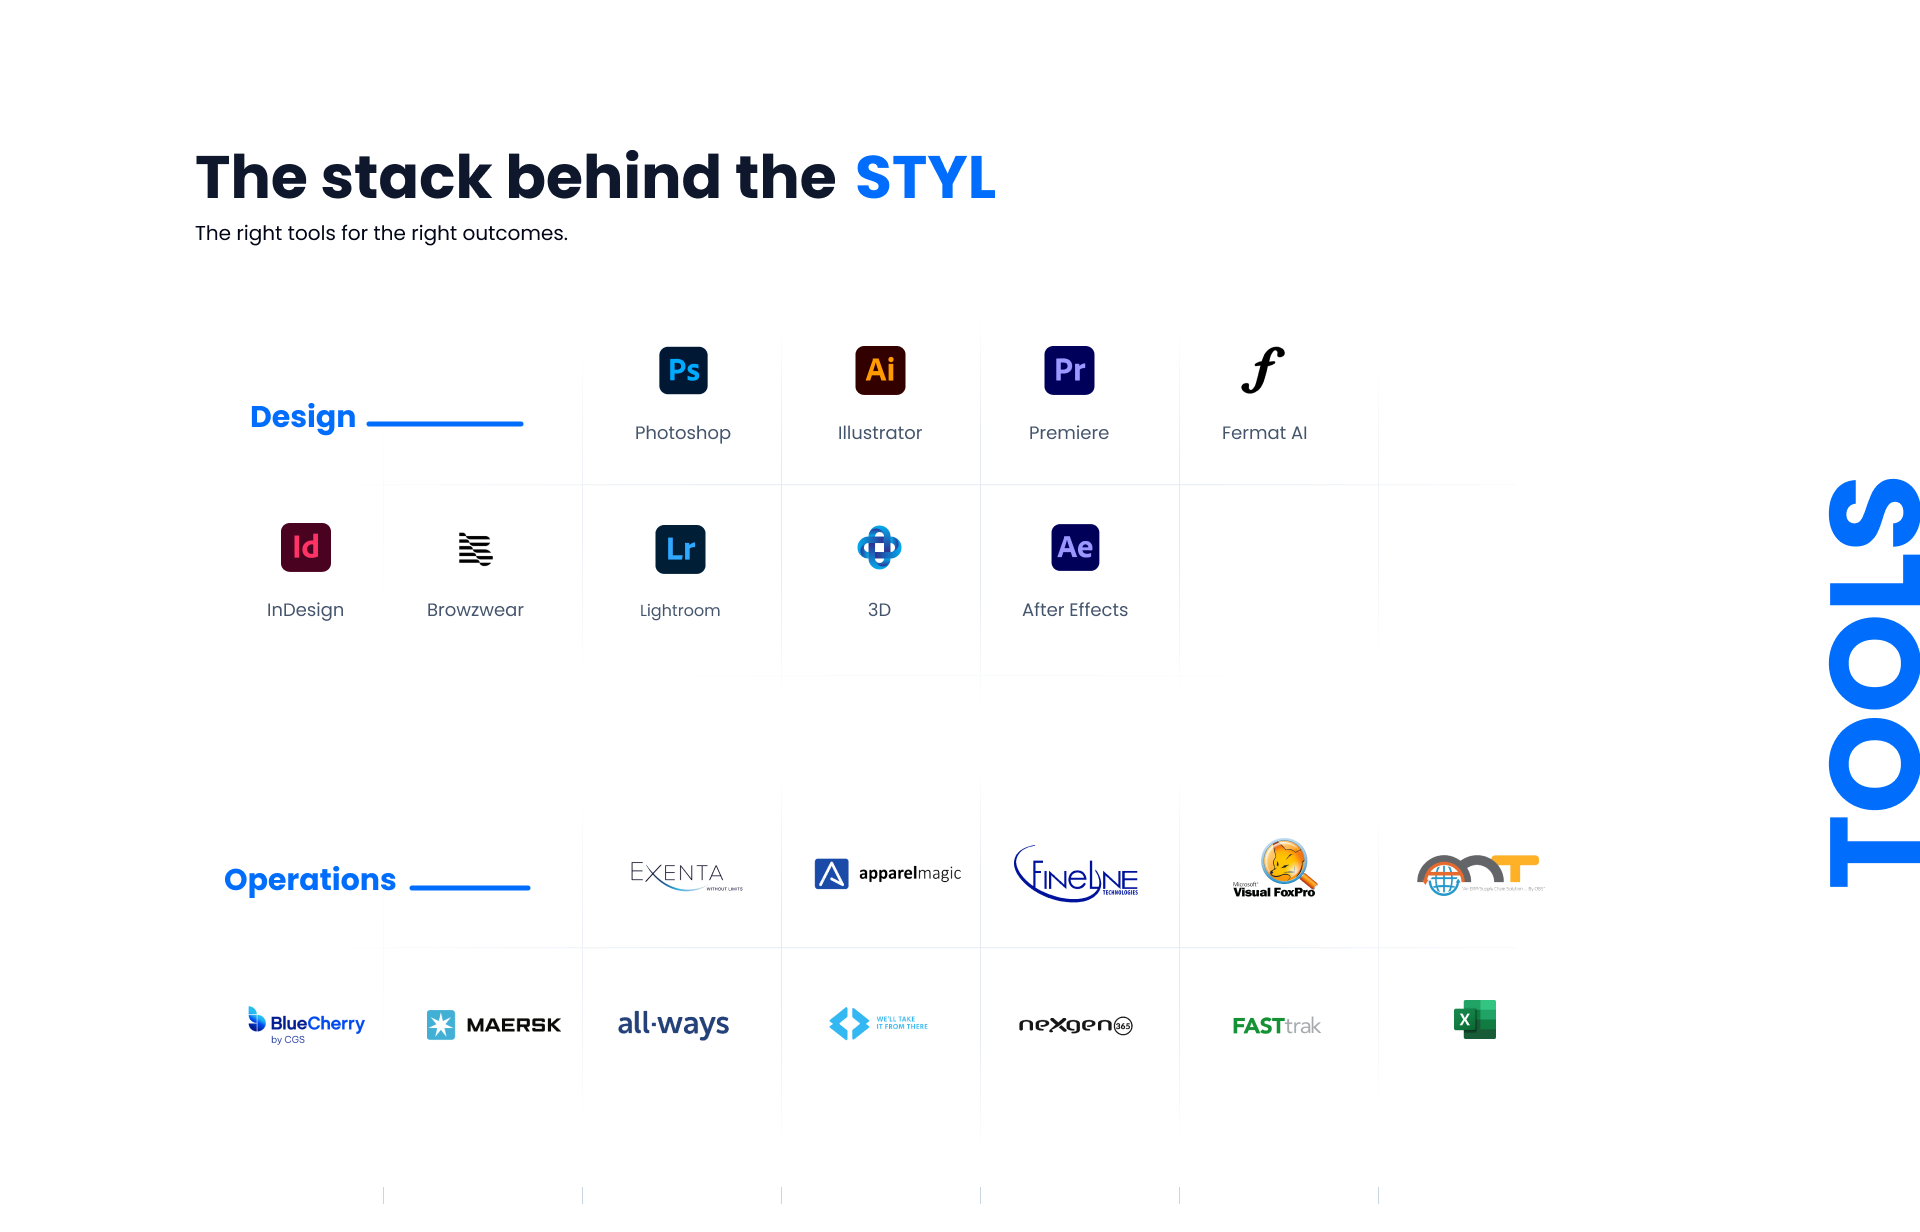 The stack behind the STYL
The right tools for the right outcomes.
Design
Ps
Photoshop
Ai
Illustrator
Pr
Premiere
f
Fermat AI
Id
InDesign
Browzwear
Lr
Lightroom
3D
Ae
After Effects
TOOLS
Operations
EXENTA
WITHOUT LIMITS
apparelmagic
FINELINE
TECHNOLOGIES
Microsoft
Visual FoxPro
BlueCherry
by CGS
MAERSK
all-ways
WE'LL TAKE
IT FROM THERE
nexgen 365
FASTtrak
X